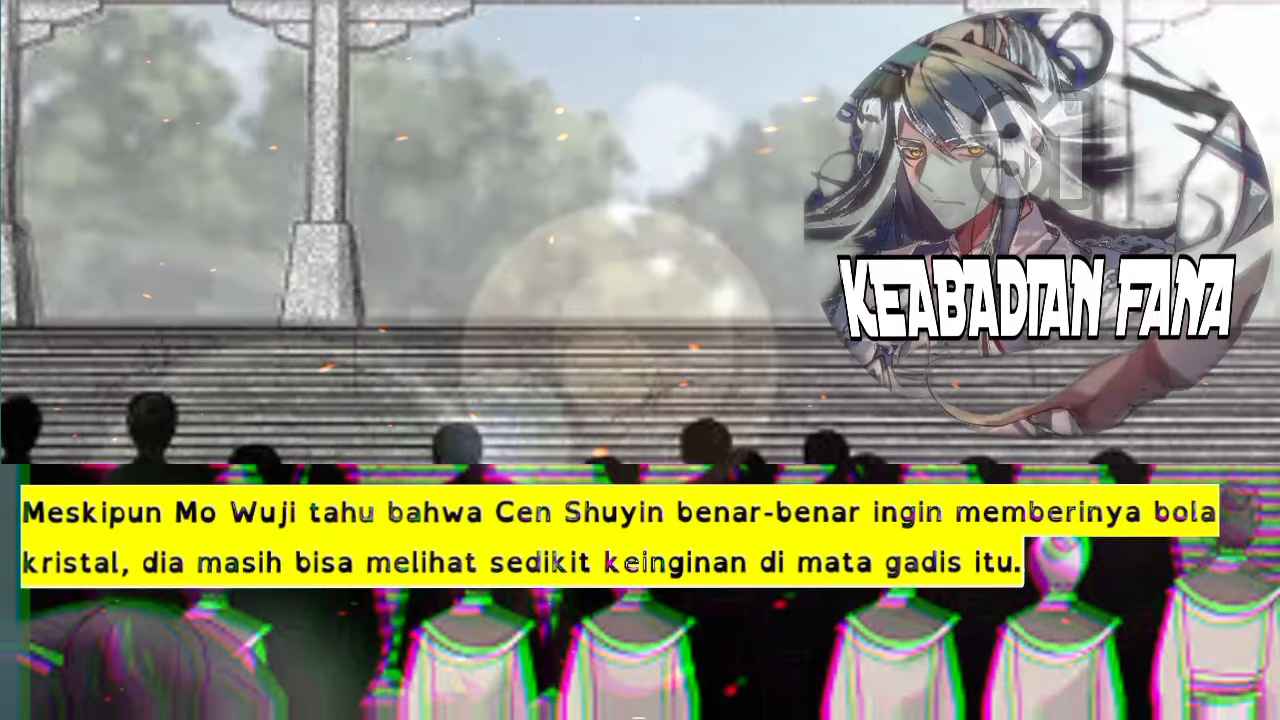 KEABADIAN FANA
Meskipun Mo Wuji tahu bahwa Cen Shuyin benar-benar ingin memberinya bola
kristal, dia masih bisa melihat sedikit keinginan di mata gadis itu.